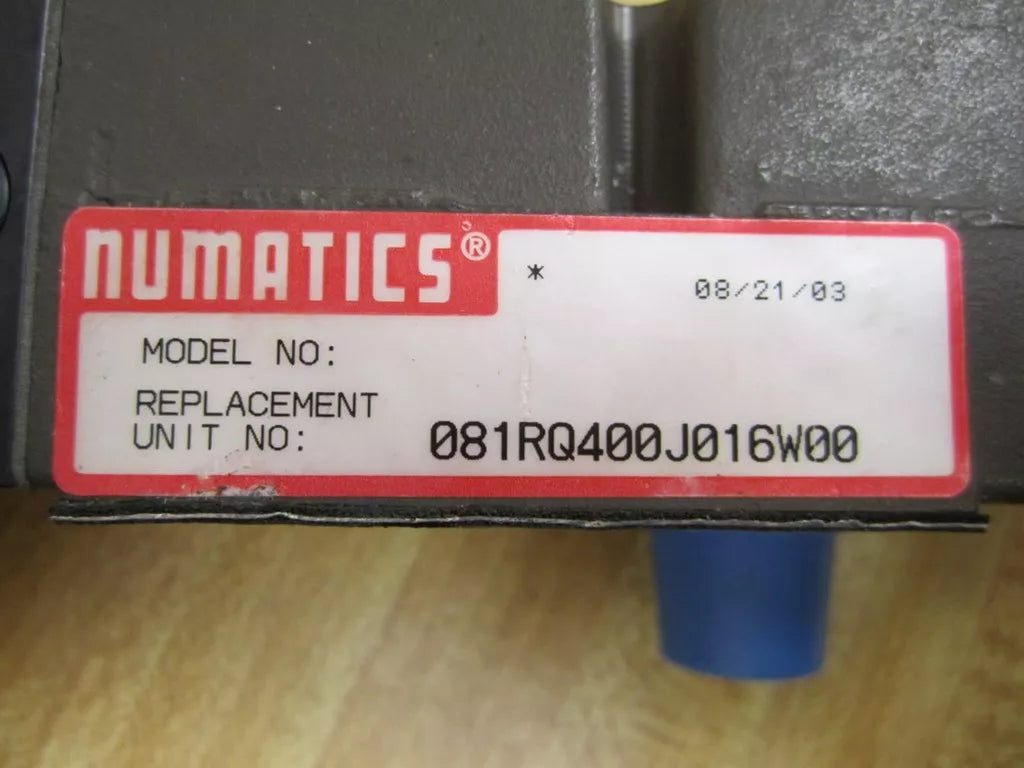 NUMATICS®
* 08/21/03
MODEL NO:
REPLACEMENT
UNIT NO: 081RQ400J016W00